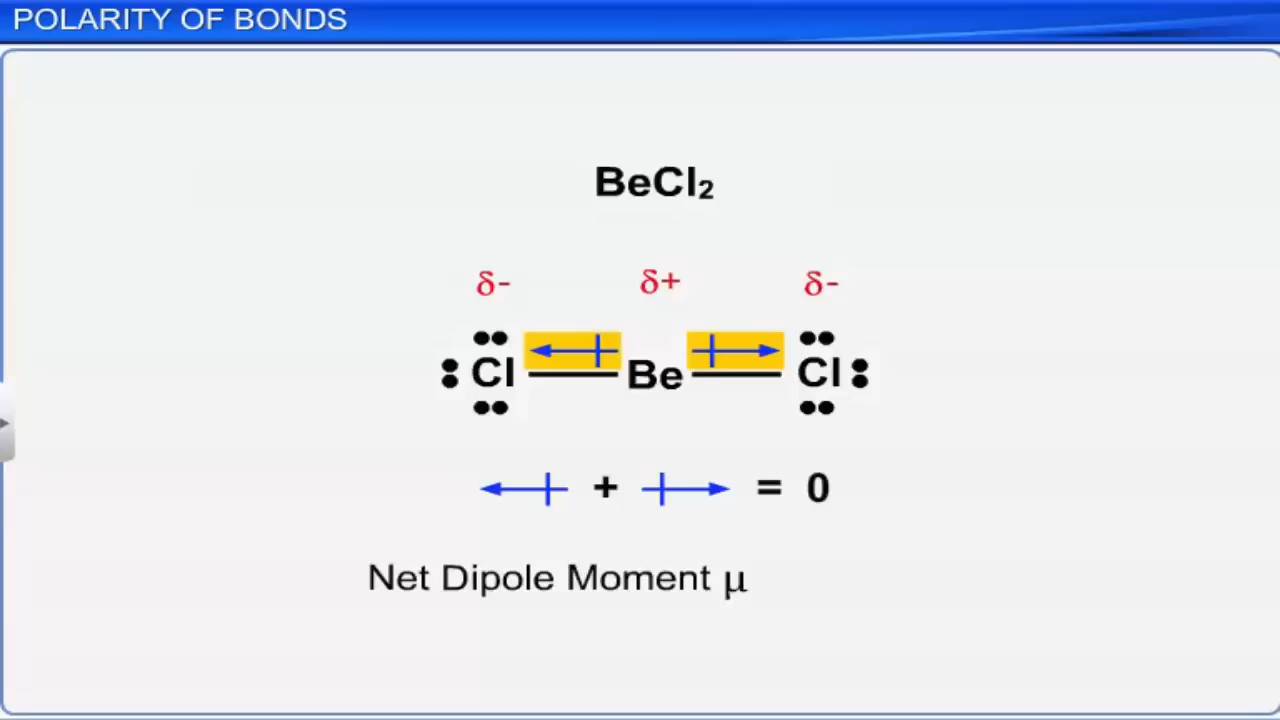 POLARITY OF BONDS
BeCl₂
δ- δ+ δ-
Cl Be Cl
+ = 0
Net Dipole Moment μ